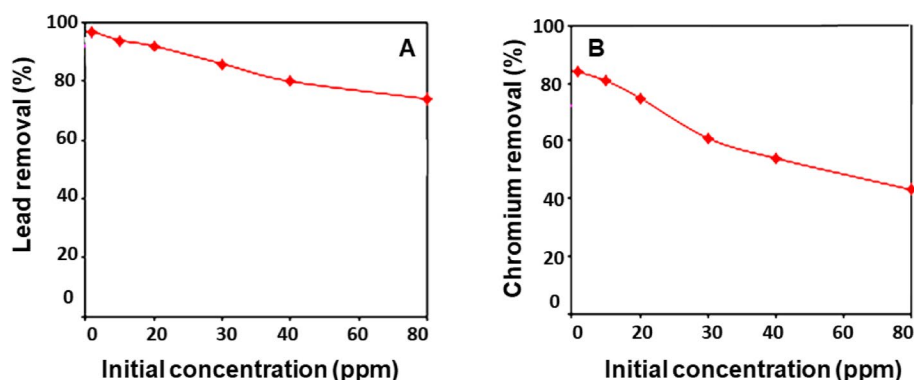 A
Lead removal (%)
100
80
60
40
20
0
0 20 30 40 60 80
Initial concentration (ppm)
B
Chromium removal (%)
100
80
60
40
20
0
0 20 30 40 60 80
Initial concentration (ppm)